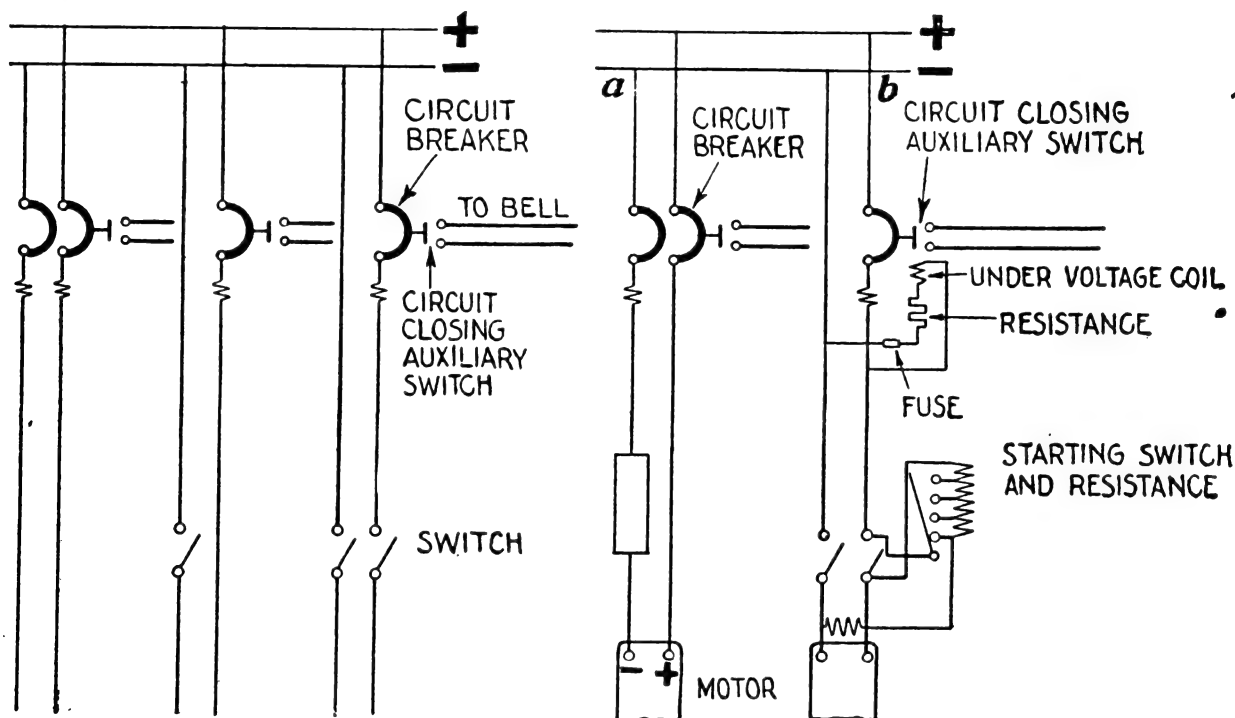 +
−
CIRCUIT
BREAKER
TO BELL
CIRCUIT
CLOSING
AUXILIARY
SWITCH
SWITCH
+
−
a
b
CIRCUIT
BREAKER
CIRCUIT CLOSING
AUXILIARY SWITCH
UNDER VOLTAGE COIL
RESISTANCE
FUSE
STARTING SWITCH
AND RESISTANCE
− +
MOTOR